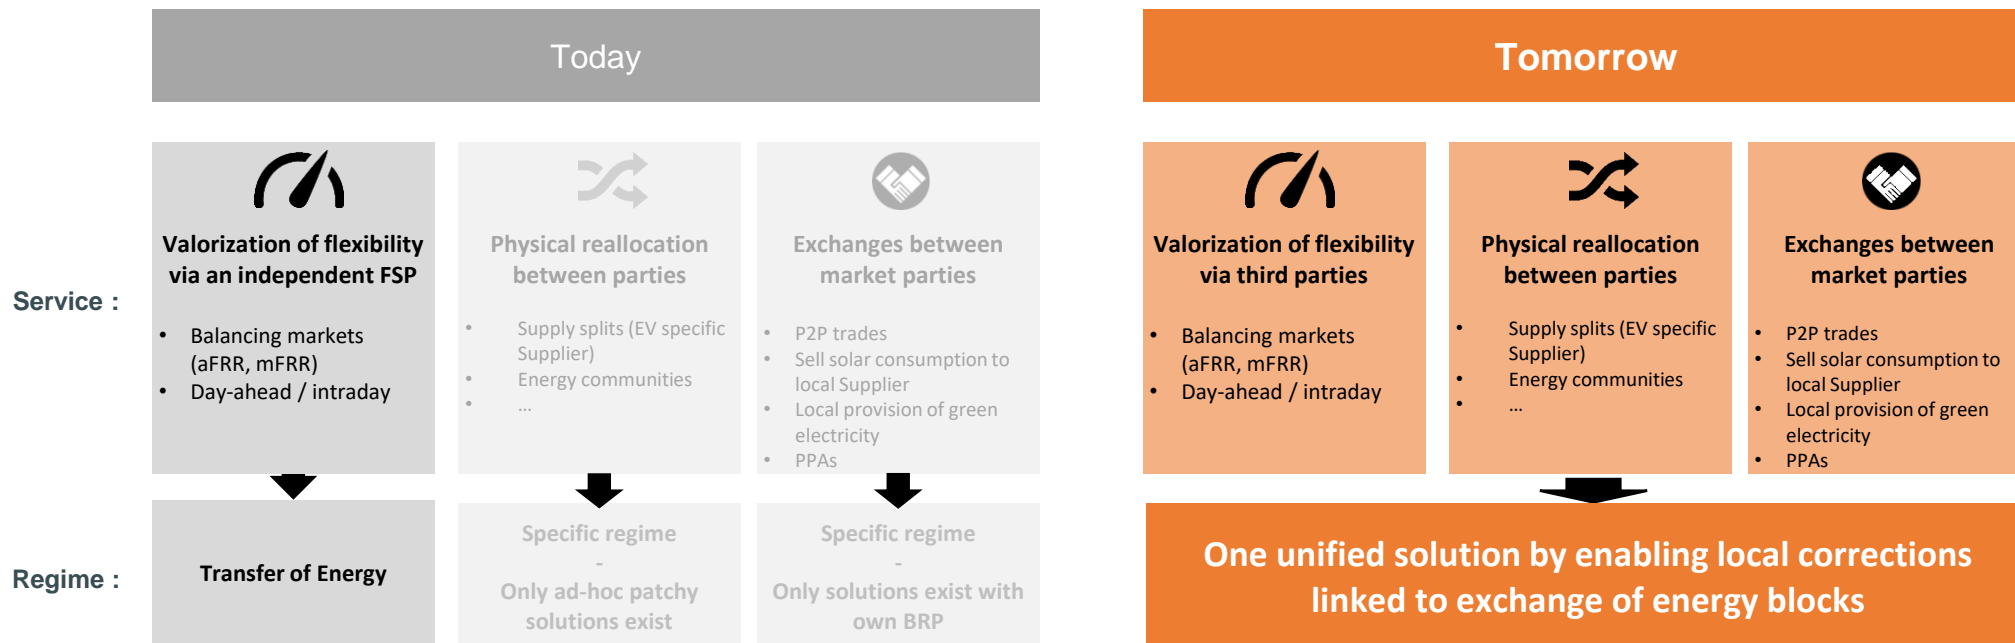 Today
Tomorrow
Service :
Valorization of flexibility
via an independent FSP
• Balancing markets
(aFRR, mFRR)
• Day-ahead / intraday
Physical reallocation
between parties
• Supply splits (EV specific
Supplier)
• Energy communities
• ...
Exchanges between
market parties
• P2P trades
• Sell solar consumption to
local Supplier
• Local provision of green
electricity
• PPAs
Valorization of flexibility
via third parties
• Balancing markets
(aFRR, mFRR)
• Day-ahead / intraday
Physical reallocation
between parties
• Supply splits (EV specific
Supplier)
• Energy communities
• ...
Exchanges between
market parties
• P2P trades
• Sell solar consumption to
local Supplier
• Local provision of green
electricity
• PPAs
Regime :
Transfer of Energy
Specific regime
-
Only ad-hoc patchy
solutions exist
Specific regime
-
Only solutions exist with
own BRP
One unified solution by enabling local corrections
linked to exchange of energy blocks